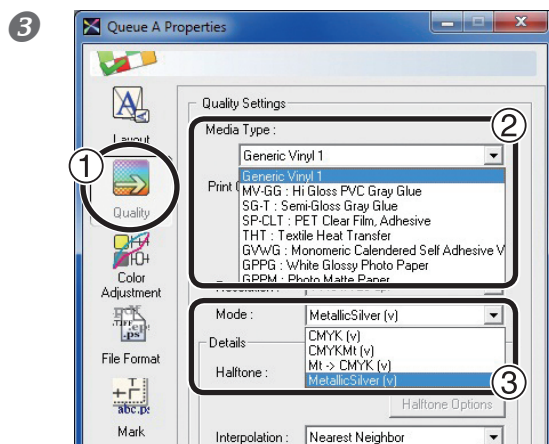 3
Queue A Properties
Layout
1
Quality
Color
Adjustment
File Format
abc.p
Mark
Quality Settings
2
Media Type :
Generic Vinyl 1
Generic Vinyl 1
MV-GG : Hi Gloss PVC Gray Glue
SG-T : Semi-Gloss Gray Glue
SP-CLT : PET Clear Film, Adhesive
THT : Textile Heat Transfer
GVWG : Monomeric Calendered Self Adhesive V
GPPG : White Glossy Photo Paper
GPPM : Photo Matte Paper
Print
Mode :
MetallicSilver (v)
CMYK (v)
CMYKMt (v)
Mt -> CMYK (v)
MetallicSilver (v)
3
Details
Halftone :
Halftone Options
Interpolation :
Nearest Neighbor